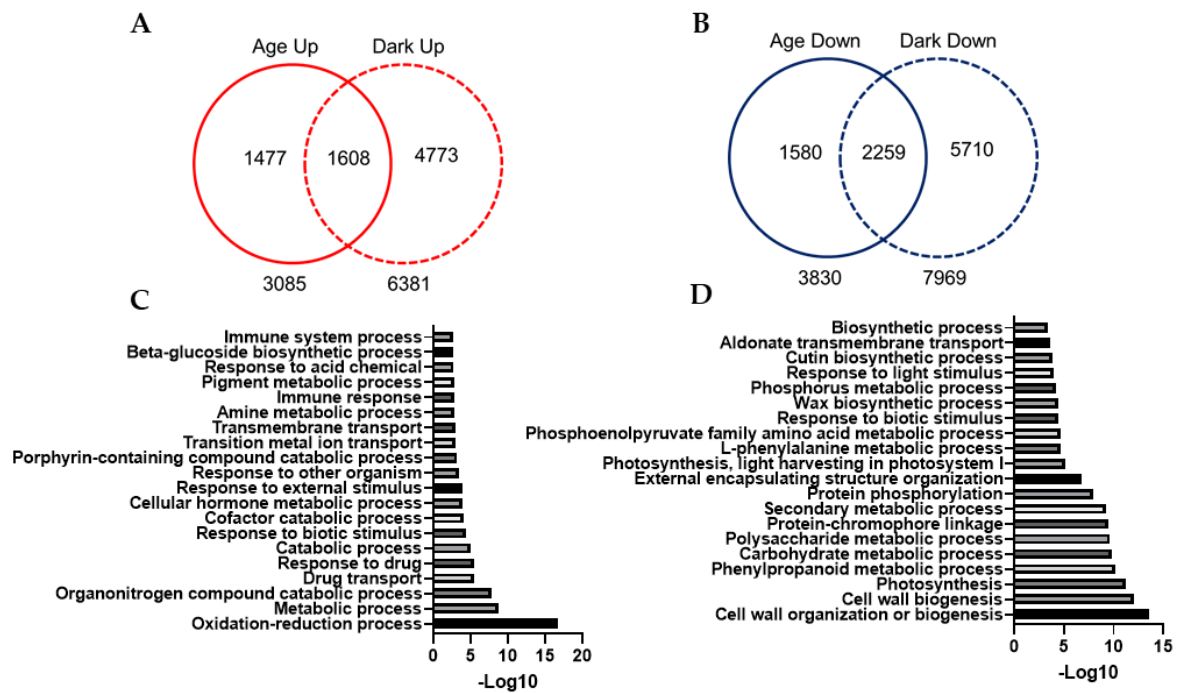 A
Age Up Dark Up
1477 1608 4773
3085 6381
B
Age Down Dark Down
1580 2259 5710
3830 7969
C
Immune system process
Beta-glucoside biosynthetic process
Response to acid chemical
Pigment metabolic process
Immune response
Amine metabolic process
Transmembrane transport
Transition metal ion transport
Porphyrin-containing compound catabolic process
Response to other organism
Response to external stimulus
Cellular hormone metabolic process
Cofactor catabolic process
Response to biotic stimulus
Catabolic process
Response to drug
Drug transport
Organonitrogen compound catabolic process
Metabolic process
Oxidation-reduction process
0 5 10 15 20
-Log10
D
Biosynthetic process
Aldonate transmembrane transport
Cutin biosynthetic process
Response to light stimulus
Phosphorus metabolic process
Wax biosynthetic process
Response to biotic stimulus
Phosphoenolpyruvate family amino acid metabolic process
L-phenylalanine metabolic process
Photosynthesis, light harvesting in photosystem I
External encapsulating structure organization
Protein phosphorylation
Secondary metabolic process
Protein-chromophore linkage
Polysaccharide metabolic process
Carbohydrate metabolic process
Phenylpropanoid metabolic process
Photosynthesis
Cell wall biogenesis
Cell wall organization or biogenesis
0 5 10 15
-Log10